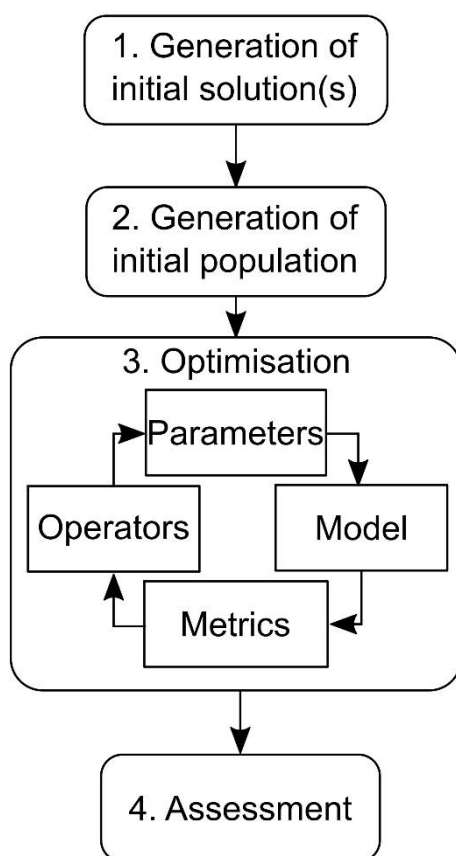 1. Generation of
initial solution(s)
2. Generation of
initial population
3. Optimisation
Parameters
Operators
Model
Metrics
4. Assessment